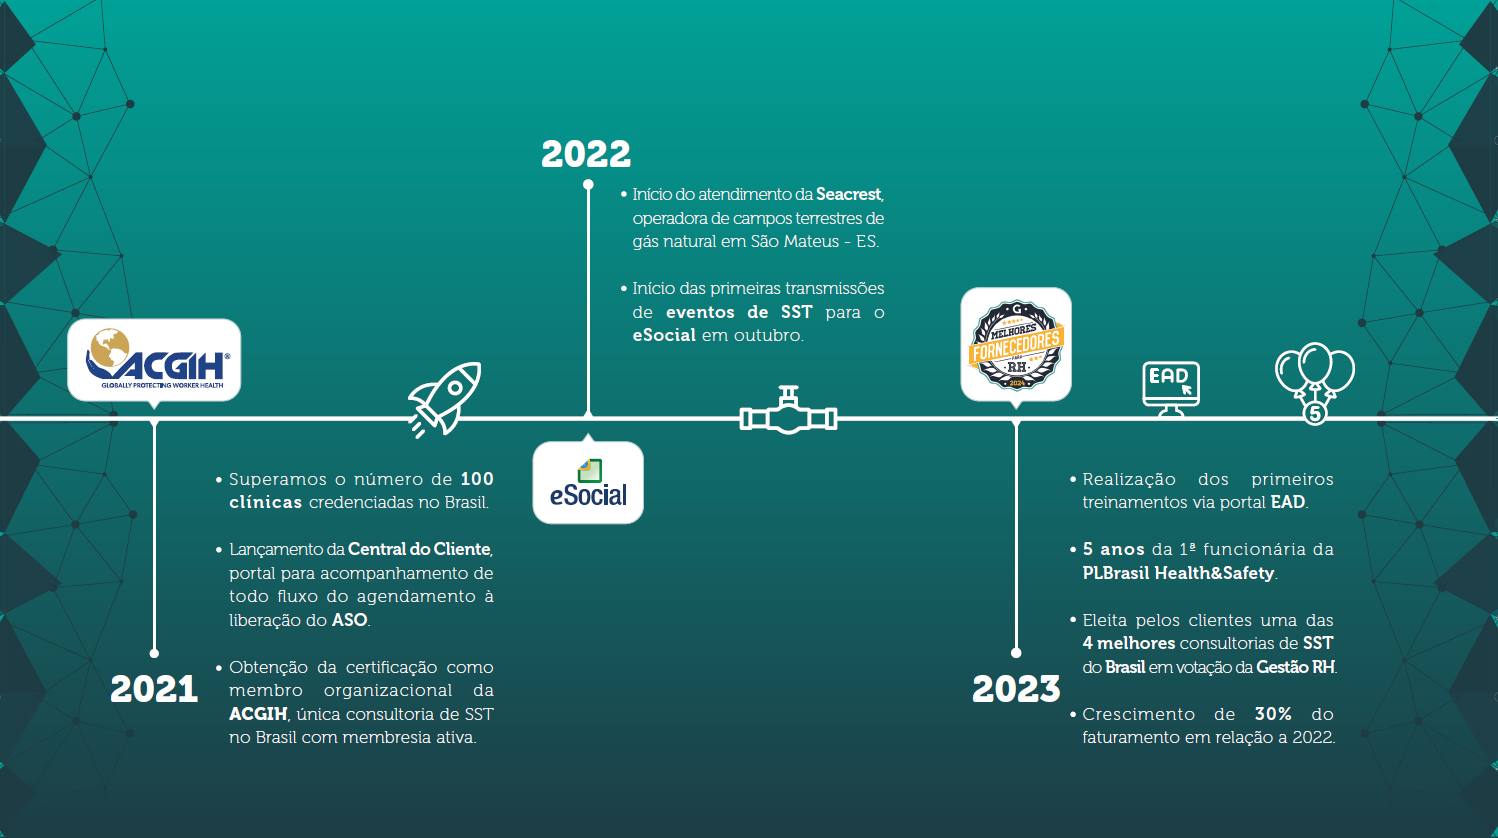 2022
• Início do atendimento da Seacrest,
operadora de campos terrestres de
gás natural em São Mateus - ES.
• Início das primeiras transmissões
de eventos de SST para o
eSocial em outubro.
ACGIH®
GLOBALLY PROTECTING WORKER HEALTH
G
MELHORES
FORNECEDORES
PARA
RH
2024
EAD
5
eSocial
• Superamos o número de 100
clínicas credenciadas no Brasil.
• Lançamento da Central do Cliente,
portal para acompanhamento de
todo fluxo do agendamento à
liberação do ASO.
• Obtenção da certificação como
membro organizacional da
ACGIH, única consultoria de SST
no Brasil com membresia ativa.
2021
• Realização dos primeiros
treinamentos via portal EAD.
• 5 anos da 1ª funcionária da
PLBrasil Health&Safety.
• Eleita pelos clientes uma das
4 melhores consultorias de SST
do Brasil em votação da Gestão RH.
• Crescimento de 30% do
faturamento em relação a 2022.
2023